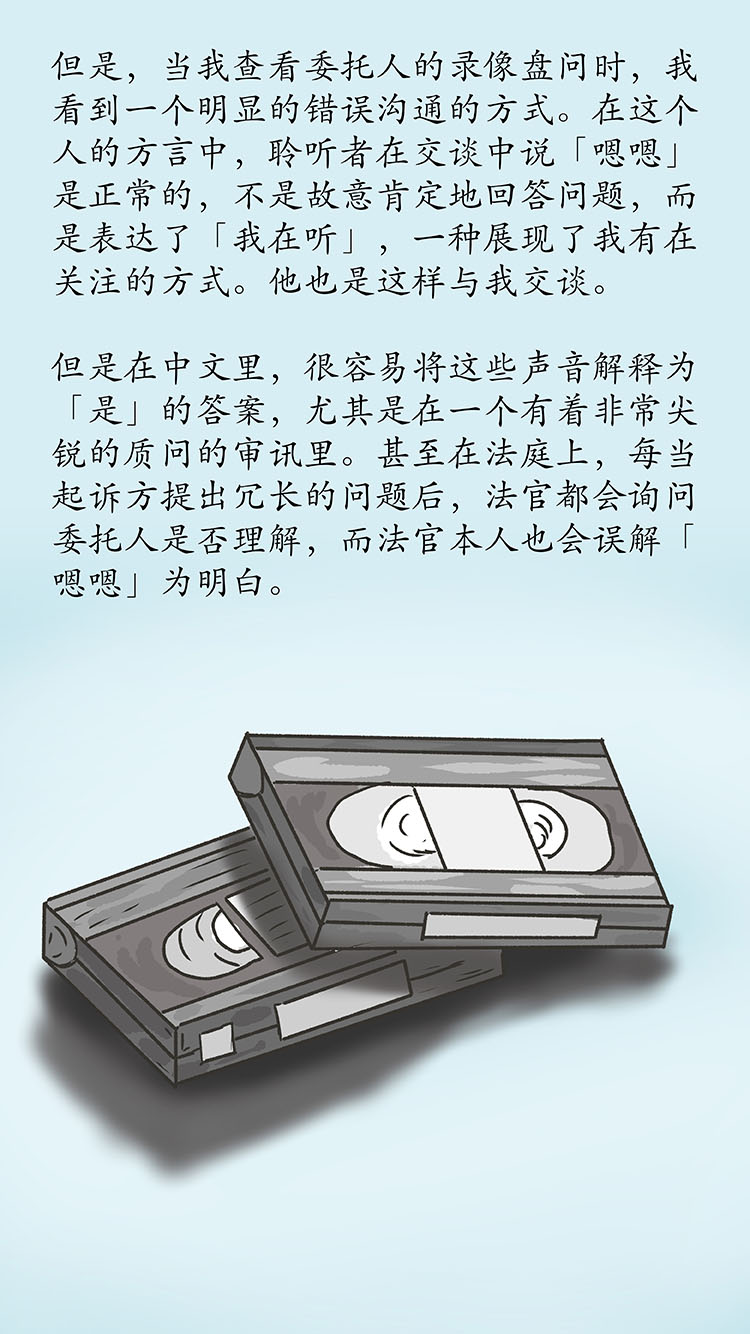 但是，当我查看委托人的录像盘问时，我
看到一个明显的错误沟通的方式。在这个
人的方言中，聆听者在交谈中说「嗯嗯」
是正常的，不是故意肯定地回答问题，而
是表达了「我在听」，一种展现了我有在
关注的方式。他也是这样与我交谈。
但是在中文里，很容易将这些声音解释为
「是」的答案，尤其是在一个有着非常尖
锐的质问的审讯里。甚至在法庭上，每当
起诉方提出冗长的问题后，法官都会询问
委托人是否理解，而法官本人也会误解「
嗯嗯」为明白。